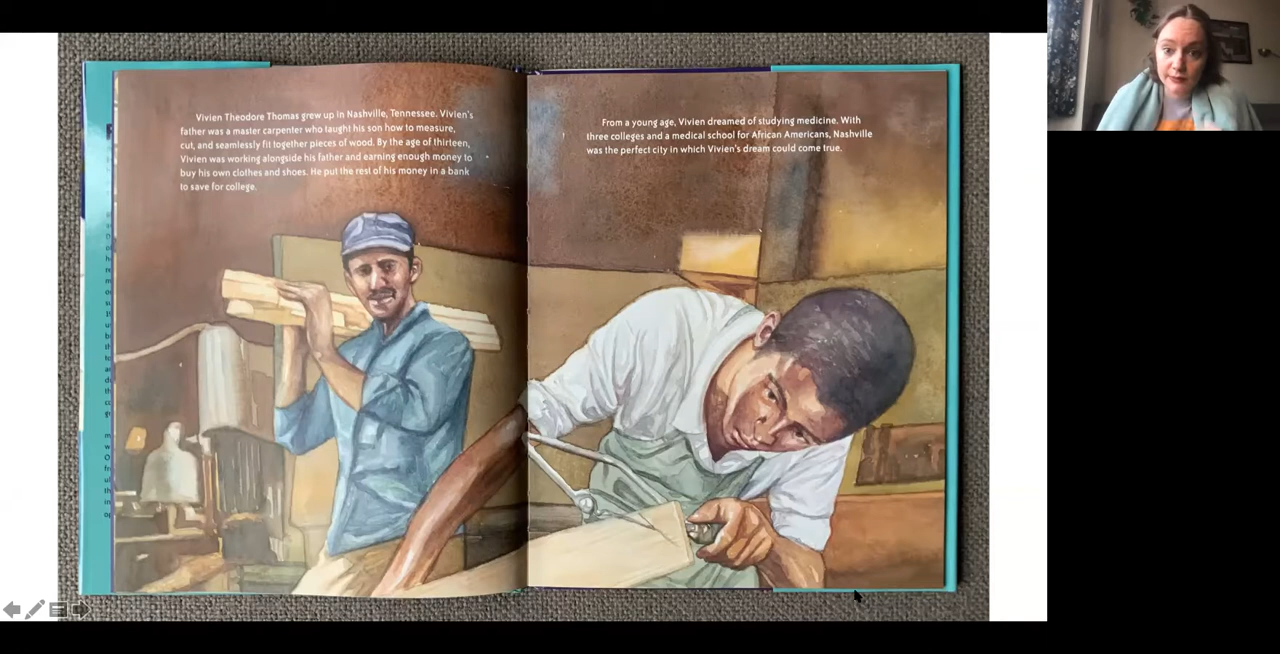 Vivien Theodore Thomas grew up in Nashville, Tennessee. Vivien's
father was a master carpenter who taught his son how to measure,
cut, and seamlessly fit together pieces of wood. By the age of thirteen,
Vivien was working alongside his father and earning enough money to
buy his own clothes and shoes. He put the rest of his money in a bank
to save for college.
From a young age, Vivien dreamed of studying medicine. With
three colleges and a medical school for African Americans, Nashville
was the perfect city in which Vivien's dream could come true.